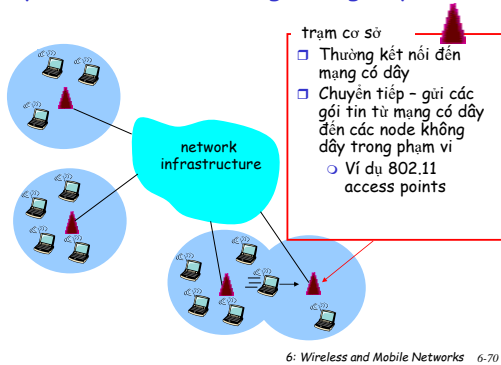 trạm cơ sở
Thường kết nối đến
mạng có dây
Chuyển tiếp – gửi các
gói tin từ mạng có dây
đến các node không
dây trong phạm vi
Ví dụ 802.11
access points
network
infrastructure
6: Wireless and Mobile Networks 6-70